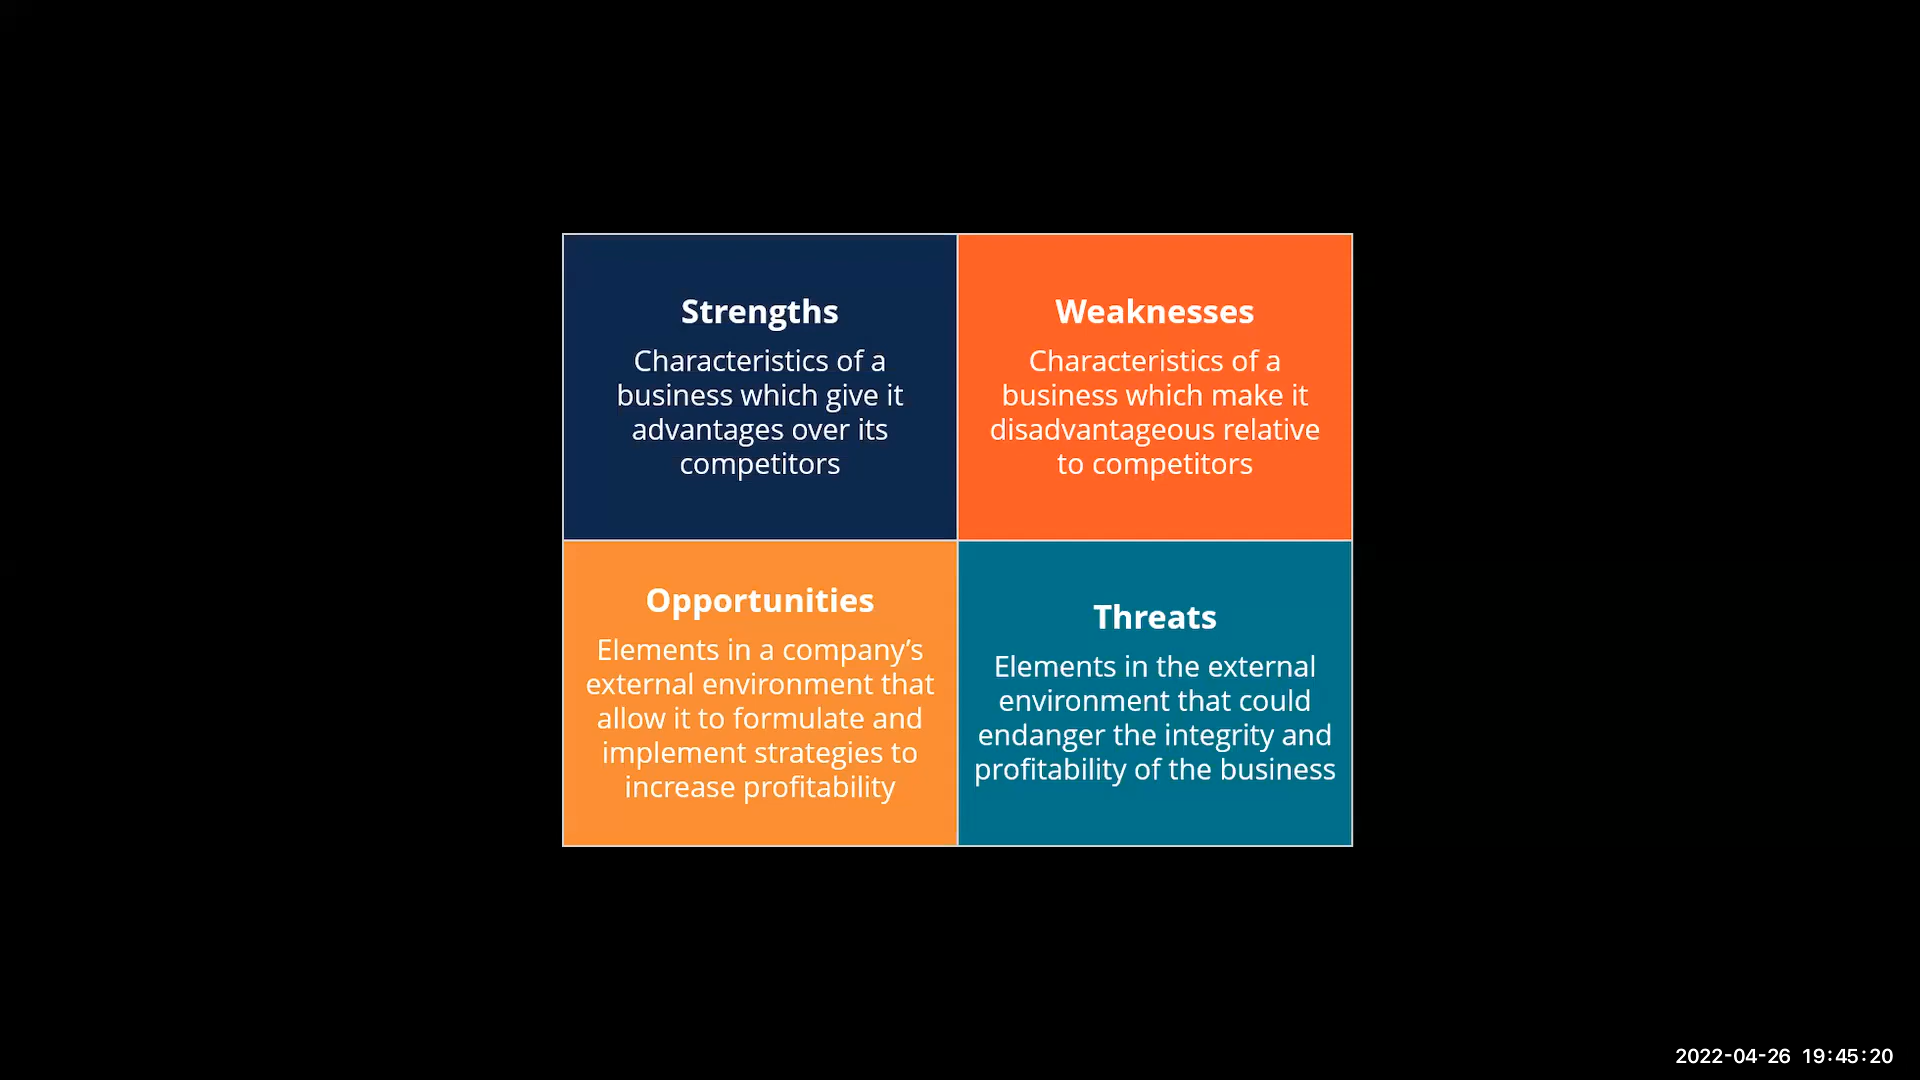 Strengths
Characteristics of a
business which give it
advantages over its
competitors
Weaknesses
Characteristics of a
business which make it
disadvantageous relative
to competitors
Opportunities
Elements in a company’s
external environment that
allow it to formulate and
implement strategies to
increase profitability
Threats
Elements in the external
environment that could
endanger the integrity and
profitability of the business
2022-04-26 19:45:20